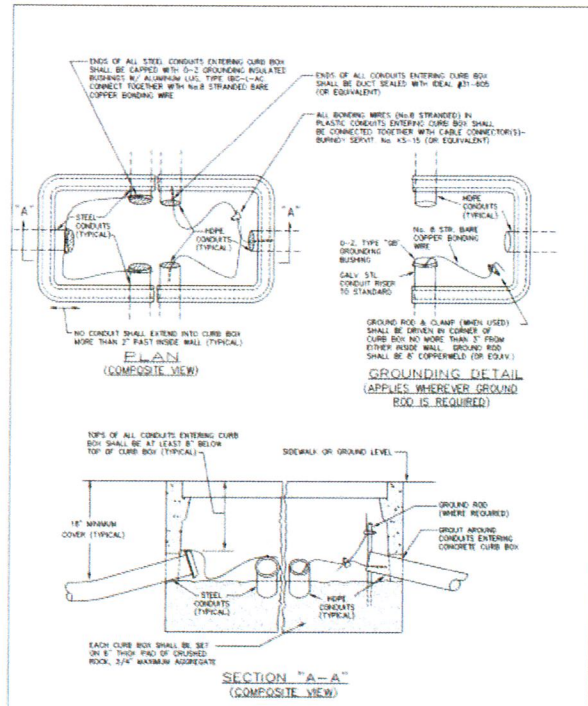 ENDS OF ALL STEEL CONDUITS ENTERING CURB BOX
SHALL BE CAPPED WITH O-Z GROUNDING INSULATED
BUSHINGS W/ ALUMINUM LUG, TYPE IBC-L-AC.
CONNECT TOGETHER WITH No.8 STRANDED BARE
COPPER BONDING WIRE
ENDS OF ALL CONDUITS ENTERING CURB BOX
SHALL BE DUCT SEALED WITH IDEAL #31-605
(OR EQUIVALENT)
ALL BONDING WIRES (No.8 STRANDED) IN
PLASTIC CONDUITS ENTERING CURB BOX SHALL
BE CONNECTED TOGETHER WITH CABLE CONNECTOR(S)-
BURNDY SERVIT No. KS-15 (OR EQUIVALENT)
"A"
"A"
STEEL
CONDUITS
(TYPICAL)
HDPE
CONDUITS
(TYPICAL)
NO CONDUIT SHALL EXTEND INTO CURB BOX
MORE THAN 2" PAST INSIDE WALL (TYPICAL)
PLAN
(COMPOSITE VIEW)
HDPE
CONDUITS
(TYPICAL)
No. 8 STR. BARE
COPPER BONDING
WIRE
O-Z, TYPE "GB"
GROUNDING
BUSHING
GALV. STL.
CONDUIT RISER
TO STANDARD
GROUND ROD & CLAMP (WHEN USED)
SHALL BE DRIVEN IN CORNER OF
CURB BOX NO MORE THAN 3" FROM
EITHER INSIDE WALL. GROUND ROD
SHALL BE 8' COPPERWELD (OR EQUIV.)
GROUNDING DETAIL
(APPLIES WHEREVER GROUND
ROD IS REQUIRED)
TOPS OF ALL CONDUITS ENTERING CURB
BOX SHALL BE AT LEAST 8" BELOW
TOP OF CURB BOX (TYPICAL)
SIDEWALK OR GROUND LEVEL
18" MINIMUM
COVER (TYPICAL)
GROUND ROD
(WHERE REQUIRED)
GROUT AROUND
CONDUITS ENTERING
CONCRETE CURB BOX
STEEL
CONDUITS
(TYPICAL)
HDPE
CONDUITS
(TYPICAL)
EACH CURB BOX SHALL BE SET
ON 6" THICK PAD OF CRUSHED
ROCK, 3/4" MAXIMUM AGGREGATE
SECTION "A-A"
(COMPOSITE VIEW)